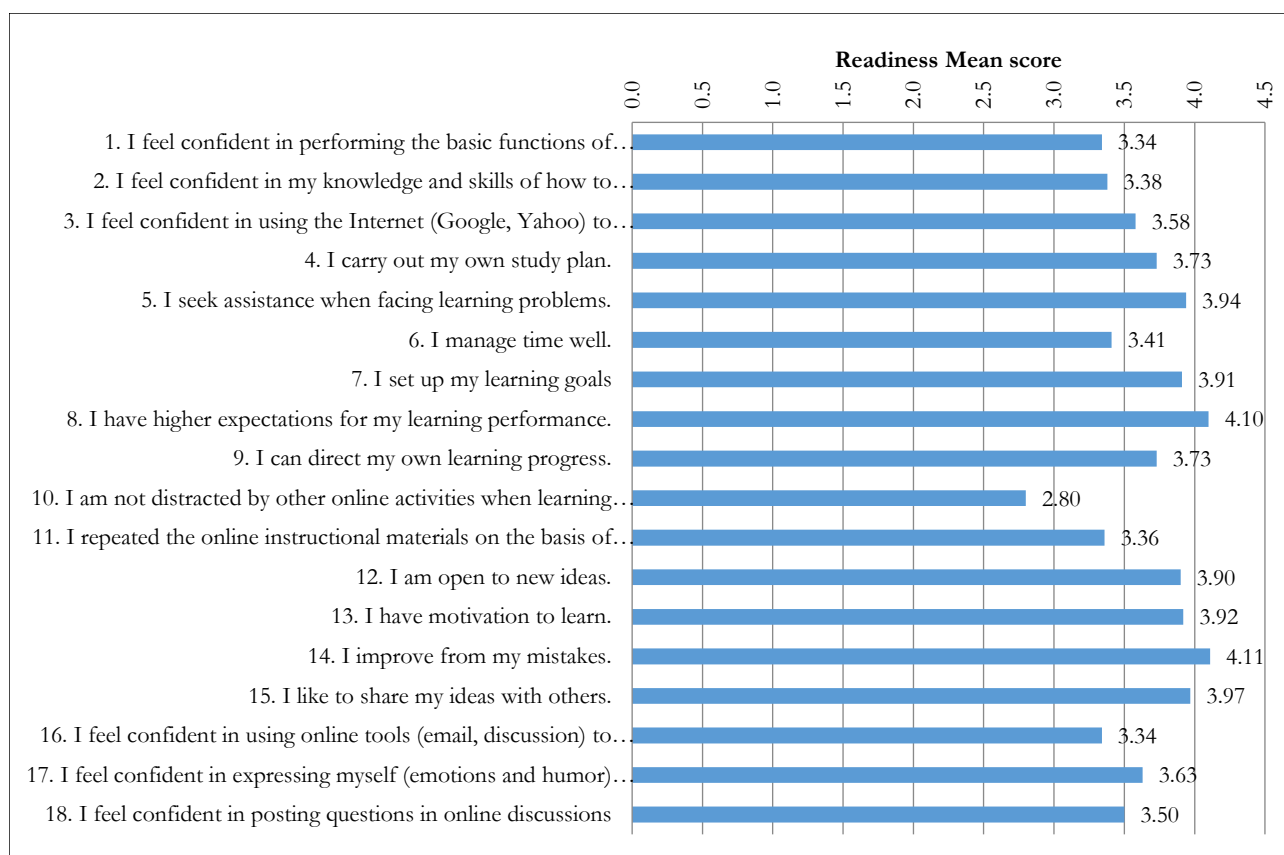 Readiness Mean score
0.0 0.5 1.0 1.5 2.0 2.5 3.0 3.5 4.0 4.5
1. I feel confident in performing the basic functions of… 3.34
2. I feel confident in my knowledge and skills of how to… 3.38
3. I feel confident in using the Internet (Google, Yahoo) to… 3.58
4. I carry out my own study plan. 3.73
5. I seek assistance when facing learning problems. 3.94
6. I manage time well. 3.41
7. I set up my learning goals 3.91
8. I have higher expectations for my learning performance. 4.10
9. I can direct my own learning progress. 3.73
10. I am not distracted by other online activities when learning… 2.80
11. I repeated the online instructional materials on the basis of… 3.36
12. I am open to new ideas. 3.90
13. I have motivation to learn. 3.92
14. I improve from my mistakes. 4.11
15. I like to share my ideas with others. 3.97
16. I feel confident in using online tools (email, discussion) to… 3.34
17. I feel confident in expressing myself (emotions and humor)… 3.63
18. I feel confident in posting questions in online discussions 3.50